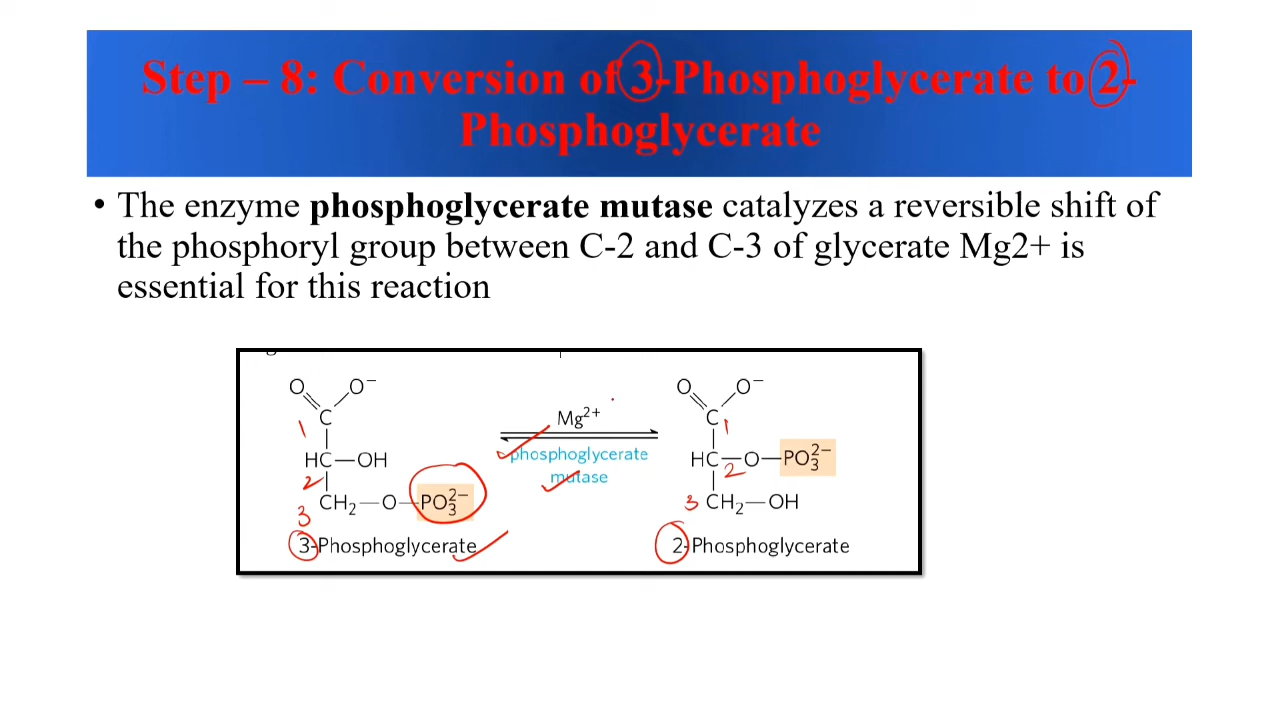 Step – 8: Conversion of 3-Phosphoglycerate to 2-
Phosphoglycerate
• The enzyme phosphoglycerate mutase catalyzes a reversible shift of
the phosphoryl group between C-2 and C-3 of glycerate Mg2+ is
essential for this reaction
O O⁻
C
1
HC—OH
2
CH₂—O—PO₃²⁻
3
3-Phosphoglycerate
Mg²⁺
phosphoglycerate
mutase
O O⁻
C
1
HC—O—PO₃²⁻
2
3 CH₂—OH
2-Phosphoglycerate